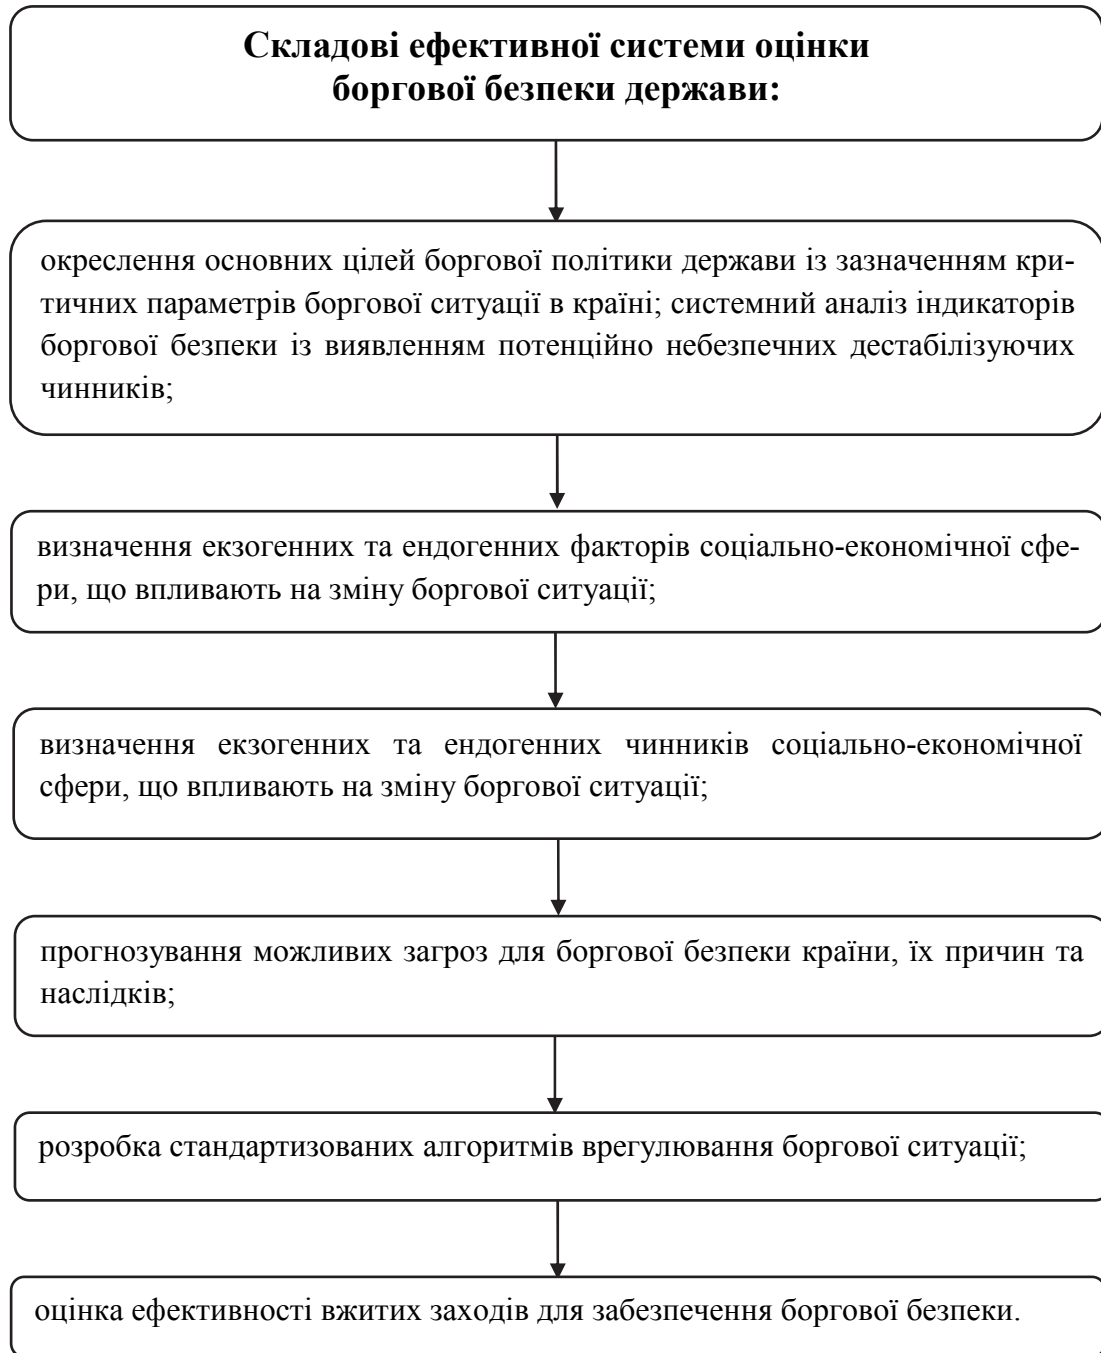 Складові ефективної системи оцінки
боргової безпеки держави:
окреслення основних цілей боргової політики держави із зазначенням кри-
тичних параметрів боргової ситуації в країні; системний аналіз індикаторів
боргової безпеки із виявленням потенційно небезпечних дестабілізуючих
чинників;
визначення екзогенних та ендогенних факторів соціально-економічної сфе-
ри, що впливають на зміну боргової ситуації;
визначення екзогенних та ендогенних чинників соціально-економічної
сфери, що впливають на зміну боргової ситуації;
прогнозування можливих загроз для боргової безпеки країни, їх причин та
наслідків;
розробка стандартизованих алгоритмів врегулювання боргової ситуації;
оцінка ефективності вжитих заходів для забезпечення боргової безпеки.